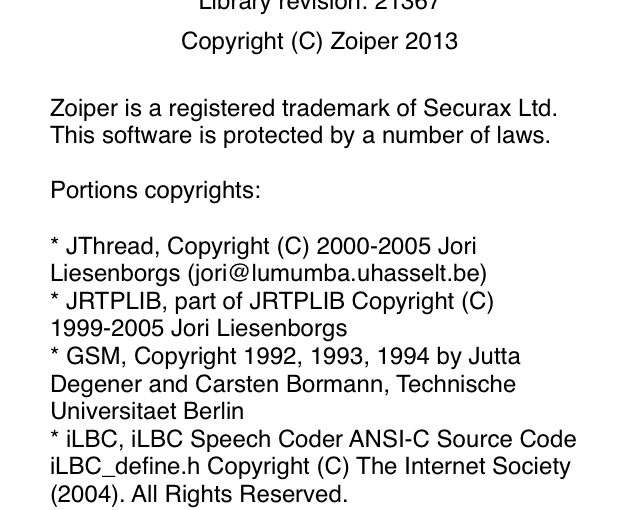 Library revision: 21367
Copyright (C) Zoiper 2013
Zoiper is a registered trademark of Securax Ltd.
This software is protected by a number of laws.
Portions copyrights:
* JThread, Copyright (C) 2000-2005 Jori
Liesenborgs (jori@lumumba.uhasselt.be)
* JRTPLIB, part of JRTPLIB Copyright (C)
1999-2005 Jori Liesenborgs
* GSM, Copyright 1992, 1993, 1994 by Jutta
Degener and Carsten Bormann, Technische
Universitaet Berlin
* iLBC, iLBC Speech Coder ANSI-C Source Code
iLBC_define.h Copyright (C) The Internet Society
(2004). All Rights Reserved.